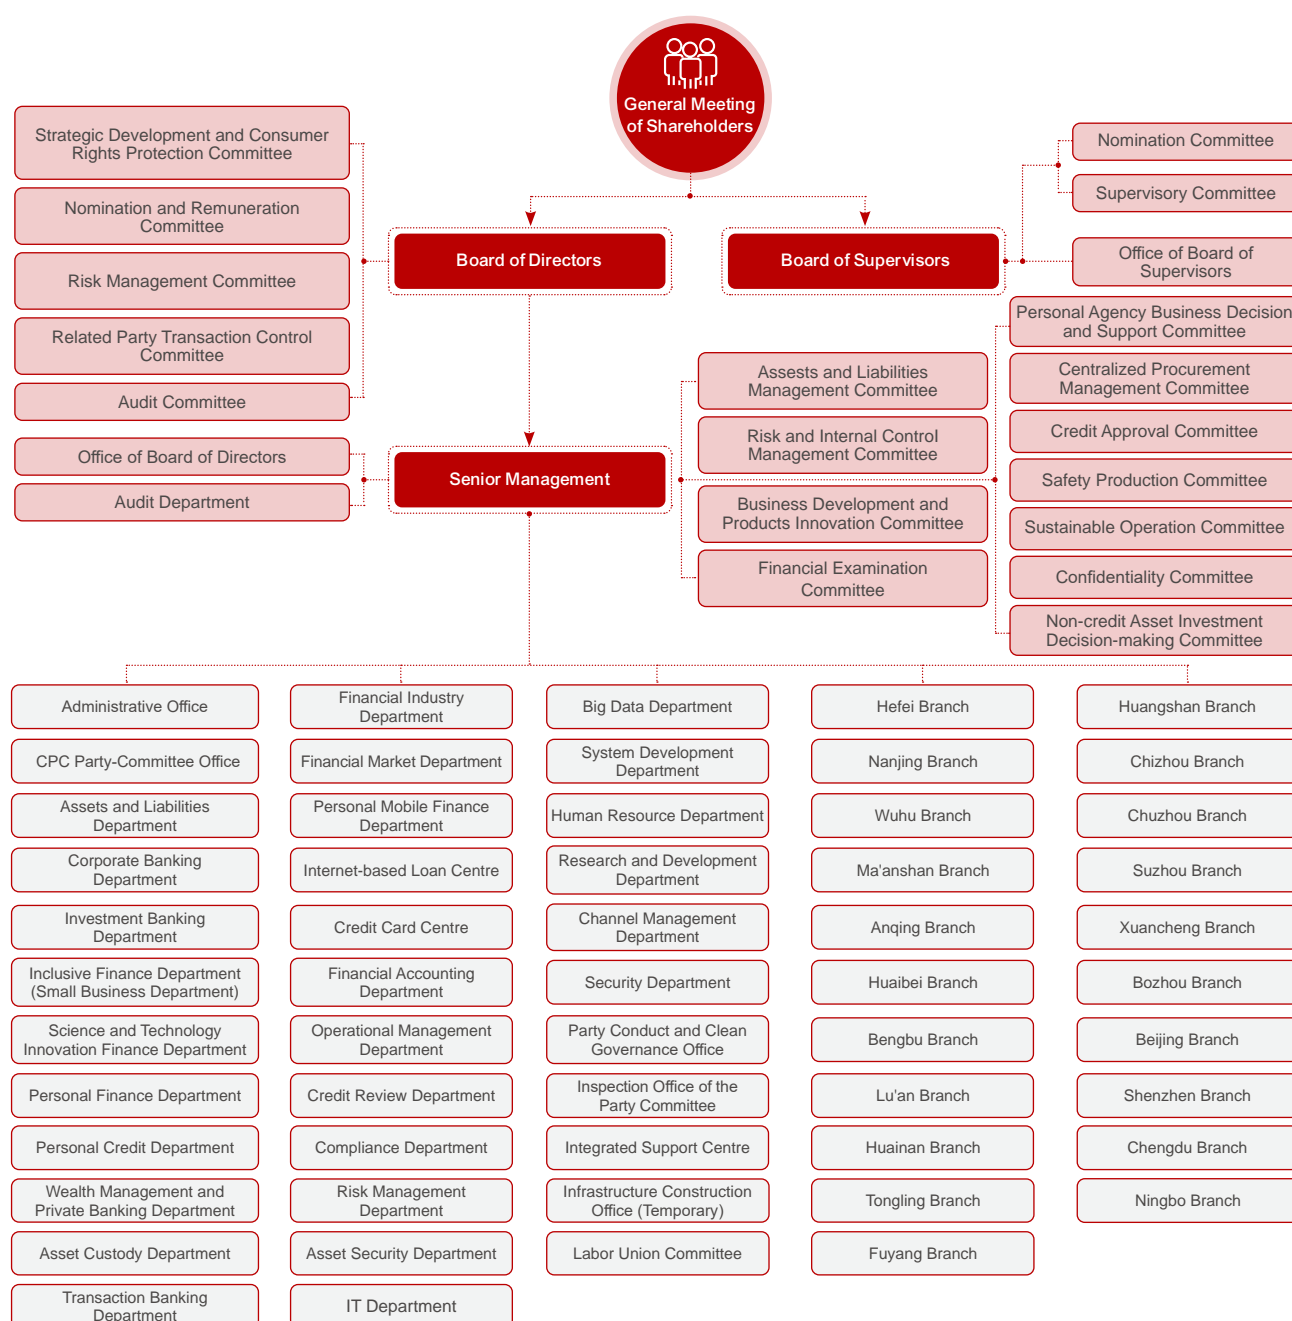 General Meeting
of Shareholders
Strategic Development and Consumer
Rights Protection Committee
Nomination and Remuneration
Committee
Risk Management Committee
Related Party Transaction Control
Committee
Audit Committee
Office of Board of Directors
Audit Department
Board of Directors
Board of Supervisors
Senior Management
Nomination Committee
Supervisory Committee
Office of Board of
Supervisors
Assests and Liabilities
Management Committee
Risk and Internal Control
Management Committee
Business Development and
Products Innovation Committee
Financial Examination
Committee
Personal Agency Business Decision
and Support Committee
Centralized Procurement
Management Committee
Credit Approval Committee
Safety Production Committee
Sustainable Operation Committee
Confidentiality Committee
Non-credit Asset Investment
Decision-making Committee
Administrative Office
CPC Party-Committee Office
Assets and Liabilities
Department
Corporate Banking
Department
Investment Banking
Department
Inclusive Finance Department
(Small Business Department)
Science and Technology
Innovation Finance Department
Personal Finance Department
Personal Credit Department
Wealth Management and
Private Banking Department
Asset Custody Department
Transaction Banking
Department
Financial Industry
Department
Financial Market Department
Personal Mobile Finance
Department
Internet-based Loan Centre
Credit Card Centre
Financial Accounting
Department
Operational Management
Department
Credit Review Department
Compliance Department
Risk Management
Department
Asset Security Department
IT Department
Big Data Department
System Development
Department
Human Resource Department
Research and Development
Department
Channel Management
Department
Security Department
Party Conduct and Clean
Governance Office
Inspection Office of the
Party Committee
Integrated Support Centre
Infrastructure Construction
Office (Temporary)
Labor Union Committee
Hefei Branch
Nanjing Branch
Wuhu Branch
Ma'anshan Branch
Anqing Branch
Huaibei Branch
Bengbu Branch
Lu'an Branch
Huainan Branch
Tongling Branch
Fuyang Branch
Huangshan Branch
Chizhou Branch
Chuzhou Branch
Suzhou Branch
Xuancheng Branch
Bozhou Branch
Beijing Branch
Shenzhen Branch
Chengdu Branch
Ningbo Branch